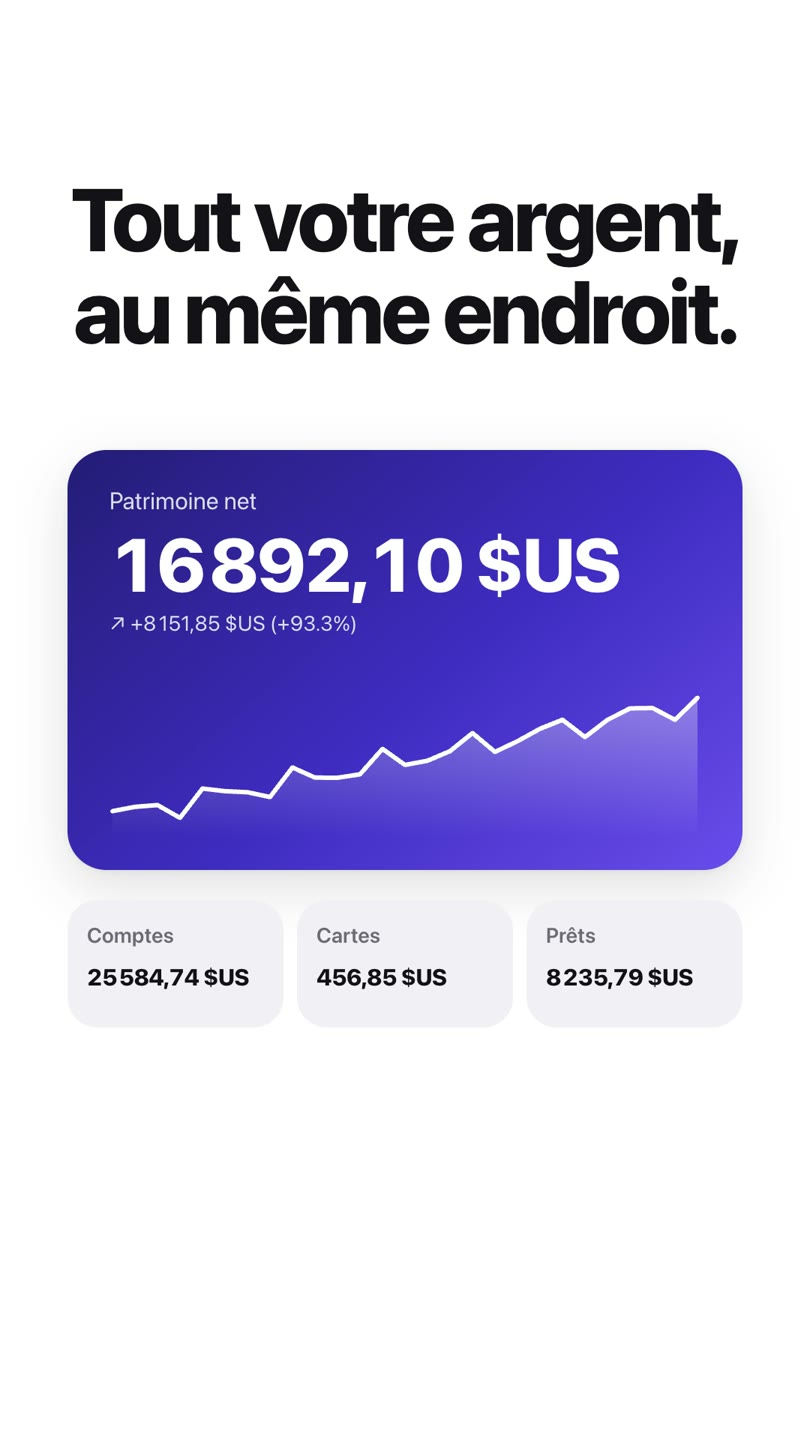 Tout votre argent,
au même endroit.
Patrimoine net
16 892,10 $US
↗ +8 151,85 $US (+93.3%)
Comptes
25 584,74 $US
Cartes
456,85 $US
Prêts
8 235,79 $US